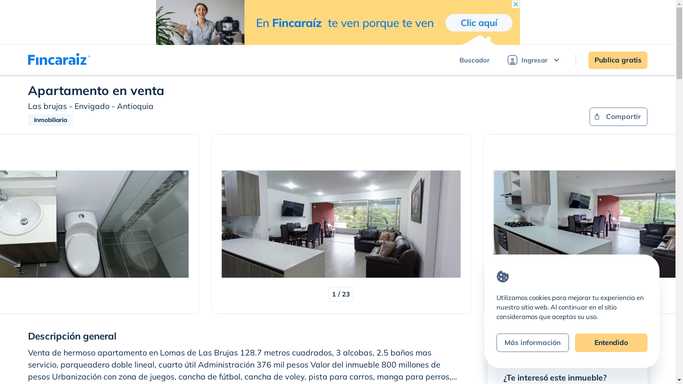 En Fincaraíz te ven porque te ven
Clic aquí
Fincaraiz
Buscador
Ingresar
Publica gratis
Apartamento en venta
Las brujas - Envigado - Antioquia
Inmobiliaria
Compartir
1 / 23
Utilizamos cookies para mejorar tu experiencia en
nuestro sitio web. Al continuar en el sitio
consideramos que aceptas su uso.
Más información
Entendido
Descripción general
Venta de hermoso apartamento en Lomas de Las Brujas 128.7 metros cuadrados, 3 alcobas, 2.5 baños mas
servicio, parqueadero doble lineal, cuarto útil Administración 376 mil pesos Valor del inmueble 800 millones de
pesos Urbanización con zona de juegos, cancha de fútbol, cancha de voley, pista para carros, manga para perros,...
¿Te interesó este inmueble?